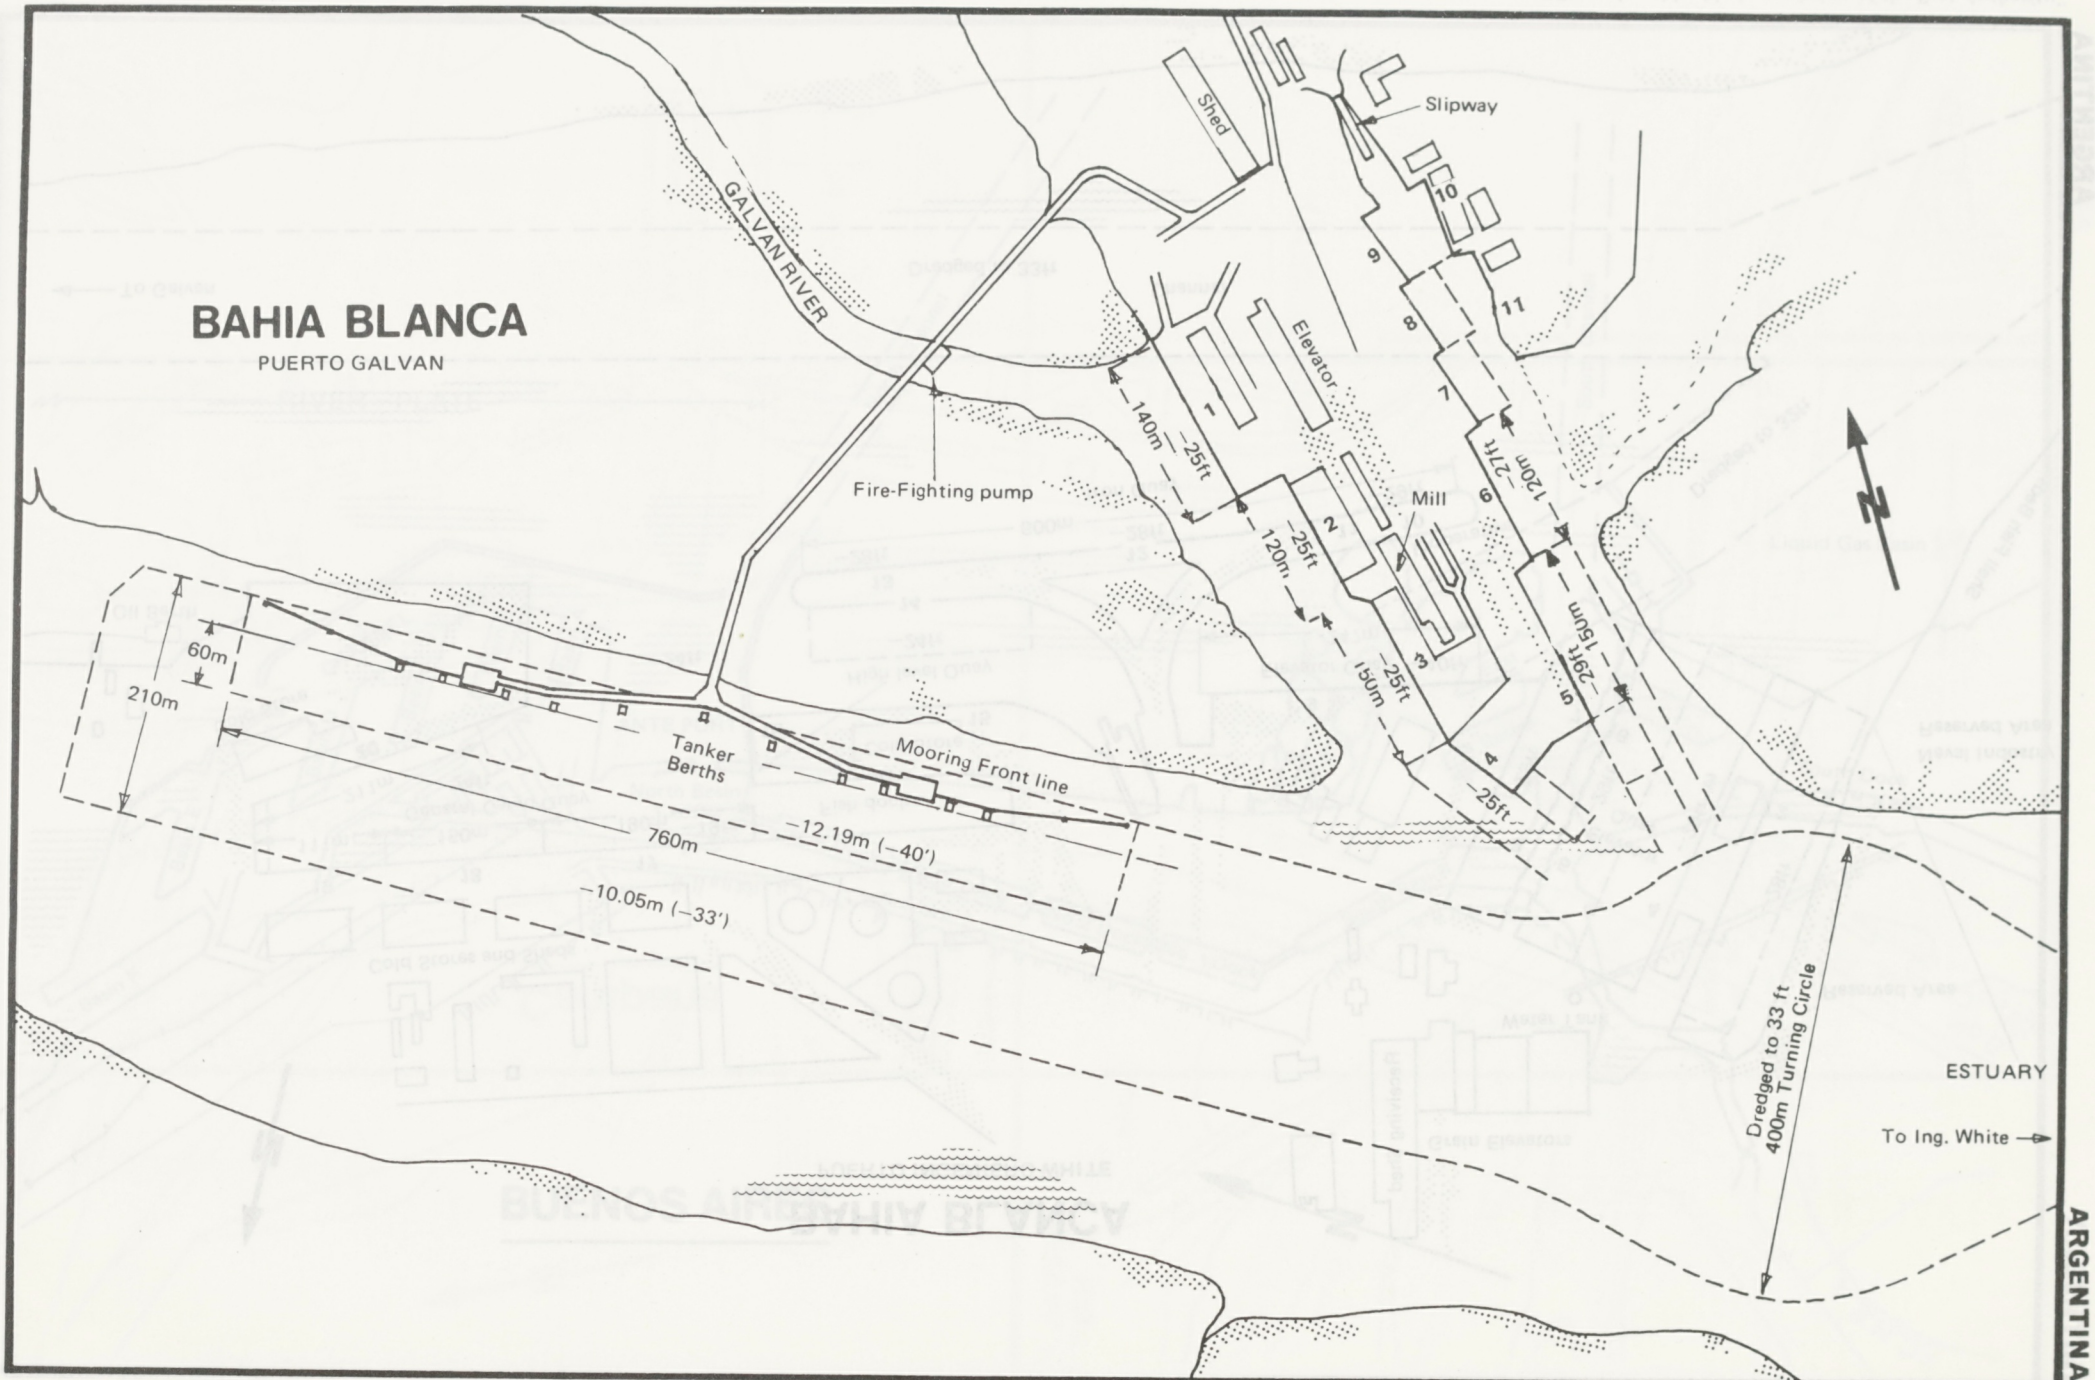 BAHIA BLANCA
PUERTO GALVAN
GALVAN RIVER
Shed
Slipway
10
9
11
8
7
Elevator
1
140m
–25ft
Fire-Fighting pump
Mill
2
–25ft
120m
–27ft
120m
6
3
–25ft
150m
–29ft 150m
5
4
25ft
N
60m
210m
Tanker
Berths
Mooring Front line
–12.19m (–40')
760m
–10.05m (–33')
Dredged to 33 ft
400m Turning Circle
ESTUARY
To Ing. White
ARGENTINA